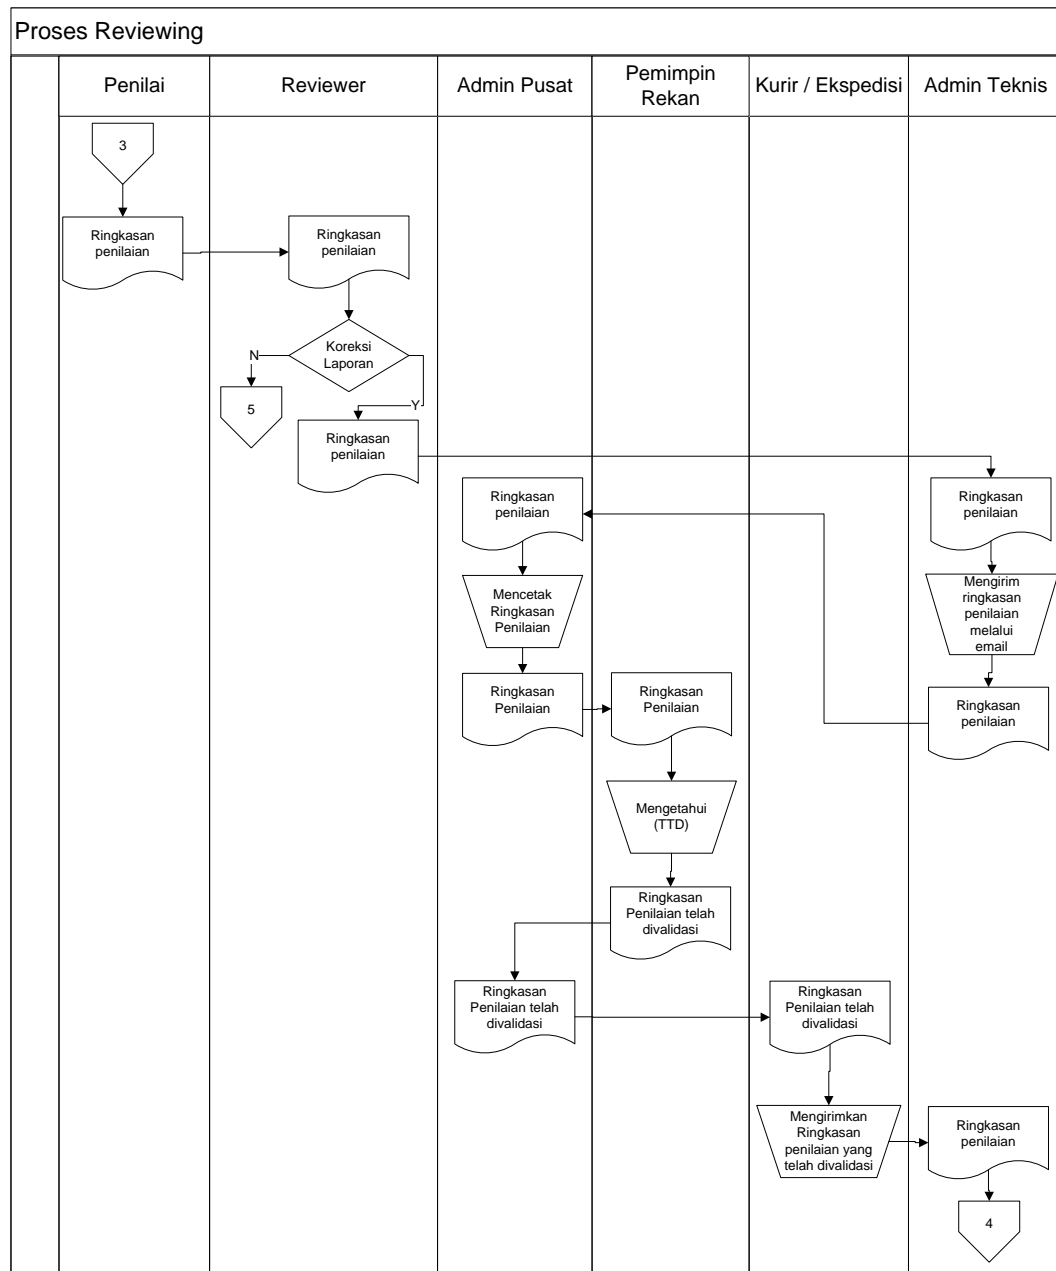 Proses Reviewing
Penilai
Reviewer
Admin Pusat
Pemimpin
Rekan
Kurir / Ekspedisi
Admin Teknis
3
Ringkasan
penilaian
Ringkasan
penilaian
Koreksi
Laporan
N
Y
5
Ringkasan
penilaian
Ringkasan
penilaian
Mengirim
ringkasan
penilaian
melalui
email
Ringkasan
penilaian
Ringkasan
penilaian
Mencetak
Ringkasan
Penilaian
Ringkasan
Penilaian
Ringkasan
Penilaian
Mengetahui
(TTD)
Ringkasan
Penilaian telah
divalidasi
Ringkasan
Penilaian telah
divalidasi
Ringkasan
Penilaian telah
divalidasi
Mengirimkan
Ringkasan
penilaian yang
telah divalidasi
Ringkasan
penilaian
4